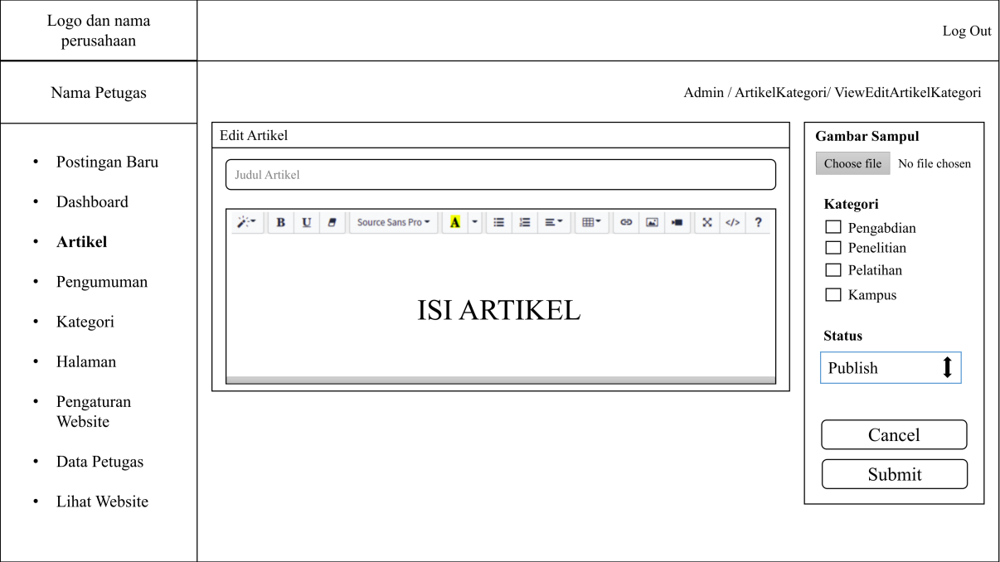 Logo dan nama
perusahaan
Log Out
Nama Petugas
Admin / ArtikelKategori/ ViewEditArtikelKategori
• Postingan Baru
• Dashboard
• Artikel
• Pengumuman
• Kategori
• Halaman
• Pengaturan
Website
• Data Petugas
• Lihat Website
Edit Artikel
Judul Artikel
B U Source Sans Pro A </> ?
ISI ARTIKEL
Gambar Sampul
Choose file No file chosen
Kategori
Pengabdian
Penelitian
Pelatihan
Kampus
Status
Publish
Cancel
Submit